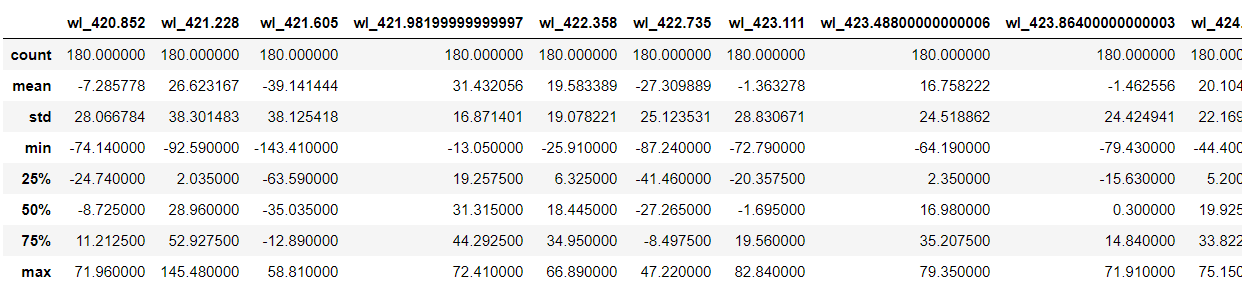 wl_420.852 wl_421.228 wl_421.605 wl_421.98199999999997 wl_422.358 wl_422.735 wl_423.111 wl_423.48800000000006 wl_423.86400000000003 wl_424.
count 180.000000 180.000000 180.000000 180.000000 180.000000 180.000000 180.000000 180.000000 180.000000 180.000
mean -7.285778 26.623167 -39.141444 31.432056 19.583389 -27.309889 -1.363278 16.758222 -1.462556 20.104
std 28.066784 38.301483 38.125418 16.871401 19.078221 25.123531 28.830671 24.518862 24.424941 22.169
min -74.140000 -92.590000 -143.410000 -13.050000 -25.910000 -87.240000 -72.790000 -64.190000 -79.430000 -44.400
25% -24.740000 2.035000 -63.590000 19.257500 6.325000 -41.460000 -20.357500 2.350000 -15.630000 5.200
50% -8.725000 28.960000 -35.035000 31.315000 18.445000 -27.265000 -1.695000 16.980000 0.300000 19.925
75% 11.212500 52.927500 -12.890000 44.292500 34.950000 -8.497500 19.560000 35.207500 14.840000 33.822
max 71.960000 145.480000 58.810000 72.410000 66.890000 47.220000 82.840000 79.350000 71.910000 75.150